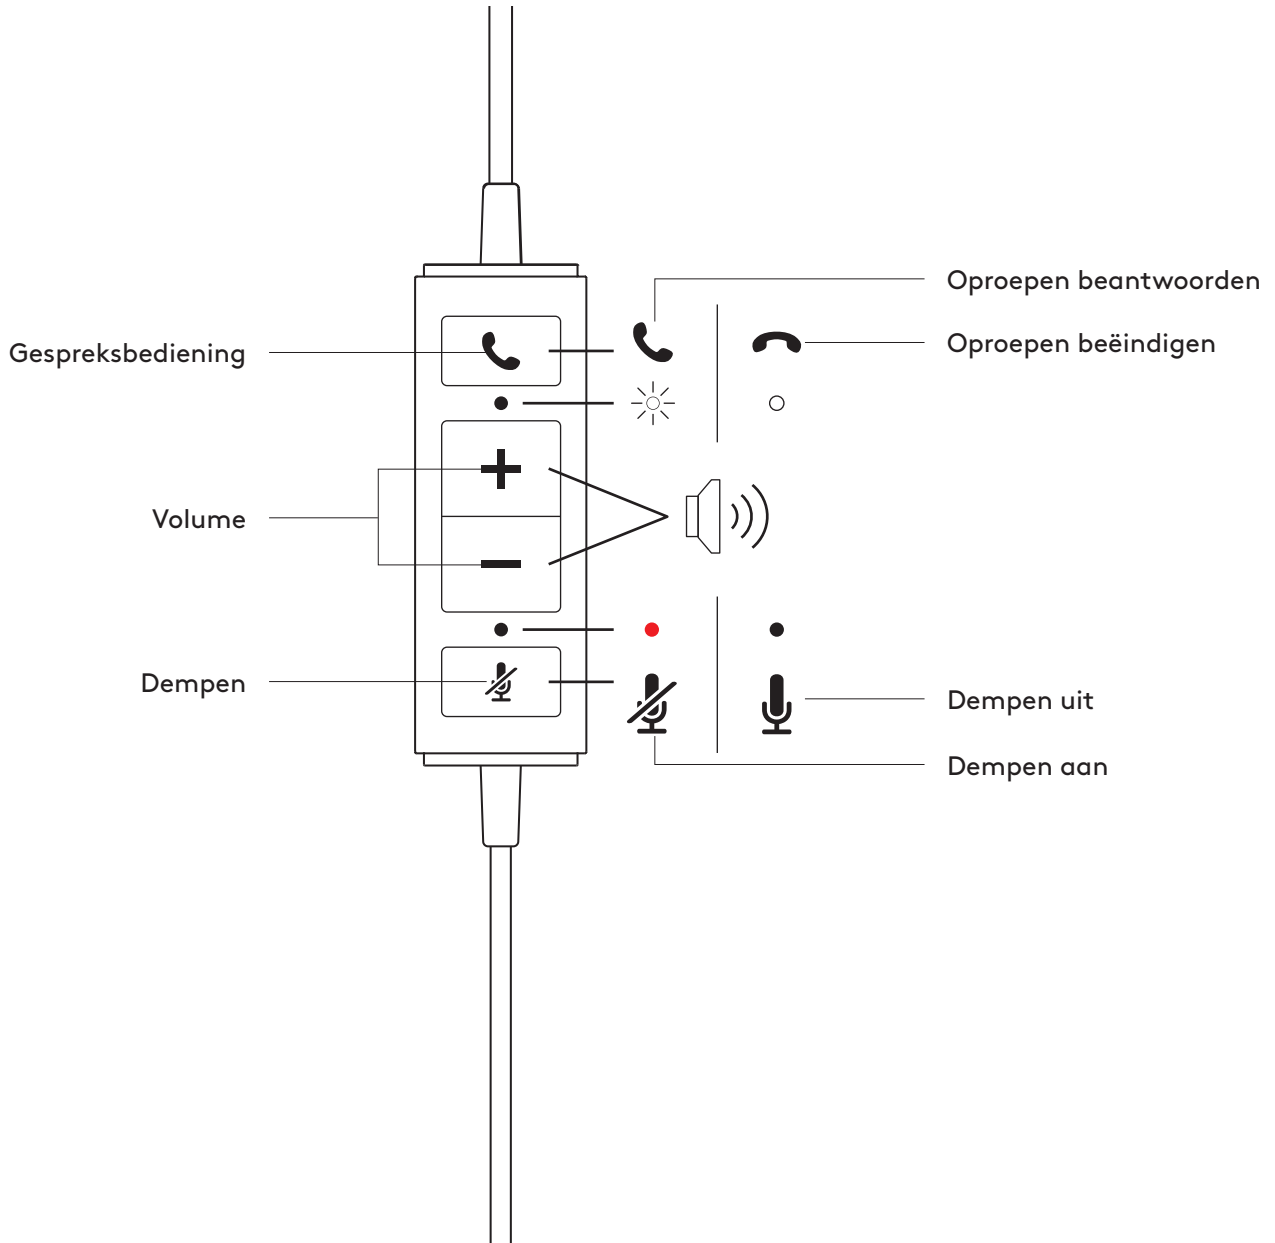 Oproepen beantwoorden
Oproepen beëindigen
Gespreksbediening
Volume
Dempen
Dempen uit
Dempen aan